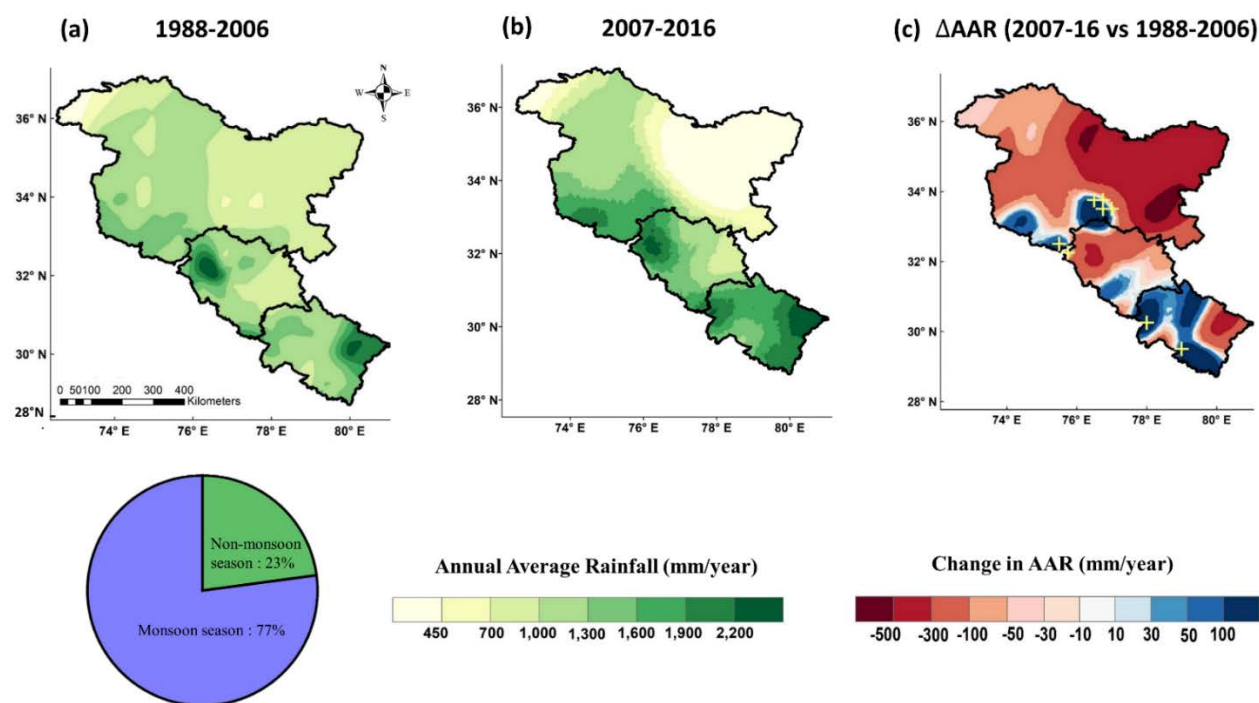 (a) 1988-2006
(b) 2007-2016
(c) ΔAAR (2007-16 vs 1988-2006)
N
W E
S
36° N
34° N
32° N
30° N
28° N
0 50100 200 300 400
Kilometers
74° E 76° E 78° E 80° E
36° N
34° N
32° N
30° N
28° N
74° E 76° E 78° E 80° E
36° N
34° N
32° N
30° N
28° N
74° E 76° E 78° E 80° E
Non-monsoon
season : 23%
Monsoon season : 77%
Annual Average Rainfall (mm/year)
450 700 1,000 1,300 1,600 1,900 2,200
Change in AAR (mm/year)
-500 -300 -100 -50 -30 -10 10 30 50 100